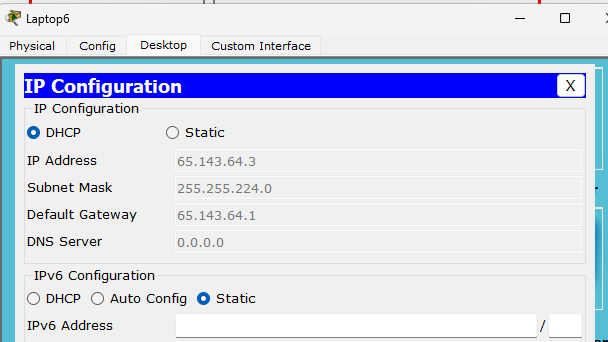 Laptop6
Physical Config Desktop Custom Interface
IP Configuration X
IP Configuration
DHCP Static
IP Address 65.143.64.3
Subnet Mask 255.255.224.0
Default Gateway 65.143.64.1
DNS Server 0.0.0.0
IPv6 Configuration
DHCP Auto Config Static
IPv6 Address /